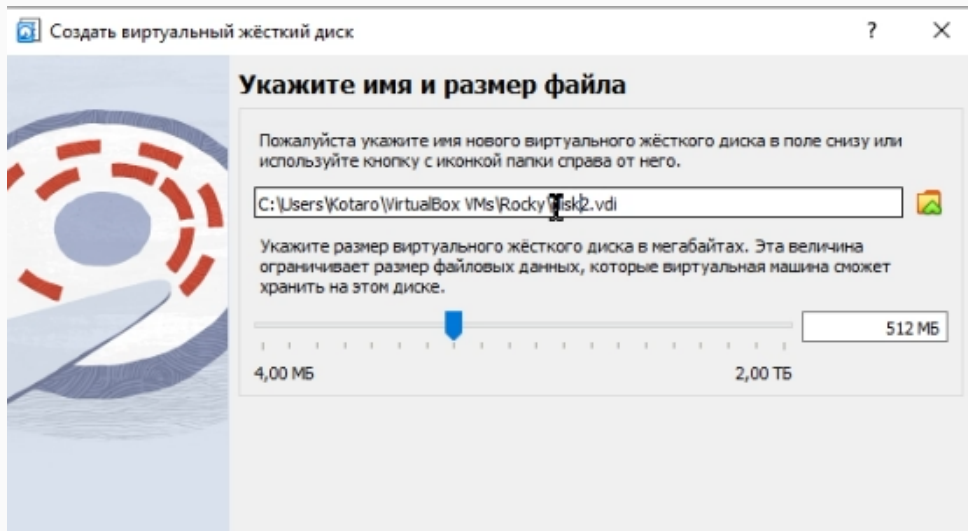 Создать виртуальный жёсткий диск
?
Укажите имя и размер файла
Пожалуйста укажите имя нового виртуального жёсткого диска в поле снизу или
используйте кнопку с иконкой папки справа от него.
C:\Users\Kotaro\VirtualBox VMs\Rocky\disk2.vdi
Укажите размер виртуального жёсткого диска в мегабайтах. Эта величина
ограничивает размер файловых данных, которые виртуальная машина сможет
хранить на этом диске.
512 МБ
4,00 МБ 2,00 ТБ